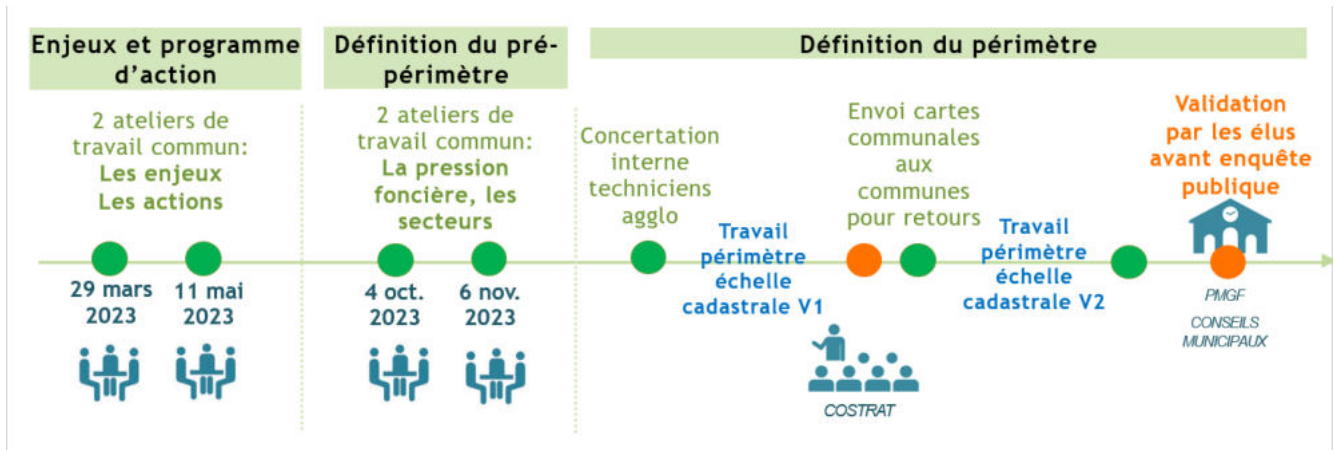 Enjeux et programme
d'action
2 ateliers de
travail commun:
Les enjeux
Les actions
29 mars
2023
11 mai
2023
Définition du pré-
périmètre
2 ateliers de
travail commun:
La pression
foncière, les
secteurs
4 oct.
2023
6 nov.
2023
Définition du périmètre
Concertation
interne
techniciens
agglo
Travail
périmètre
échelle
cadastrale V1
COSTRAT
Envoi cartes
communales
aux
communes
pour retours
Travail
périmètre
échelle
cadastrale V2
Validation
par les élus
avant enquête
publique
PMGF
CONSEILS
MUNICIPAUX